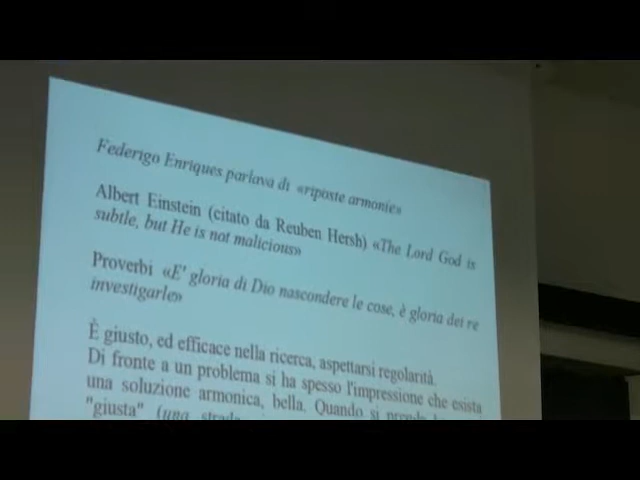 Federigo Enriques parlava di «riposte armonie»
Albert Einstein (citato da Reuben Hersh) «The Lord God is
subtle, but He is not malicious»
Proverbi «E' gloria di Dio nascondere le cose, è gloria dei re
investigarle»
È giusto, ed efficace nella ricerca, aspettarsi regolarità.
Di fronte a un problema si ha spesso l'impressione che esista
una soluzione armonica, bella. Quando si prende
"giusta" (una strada